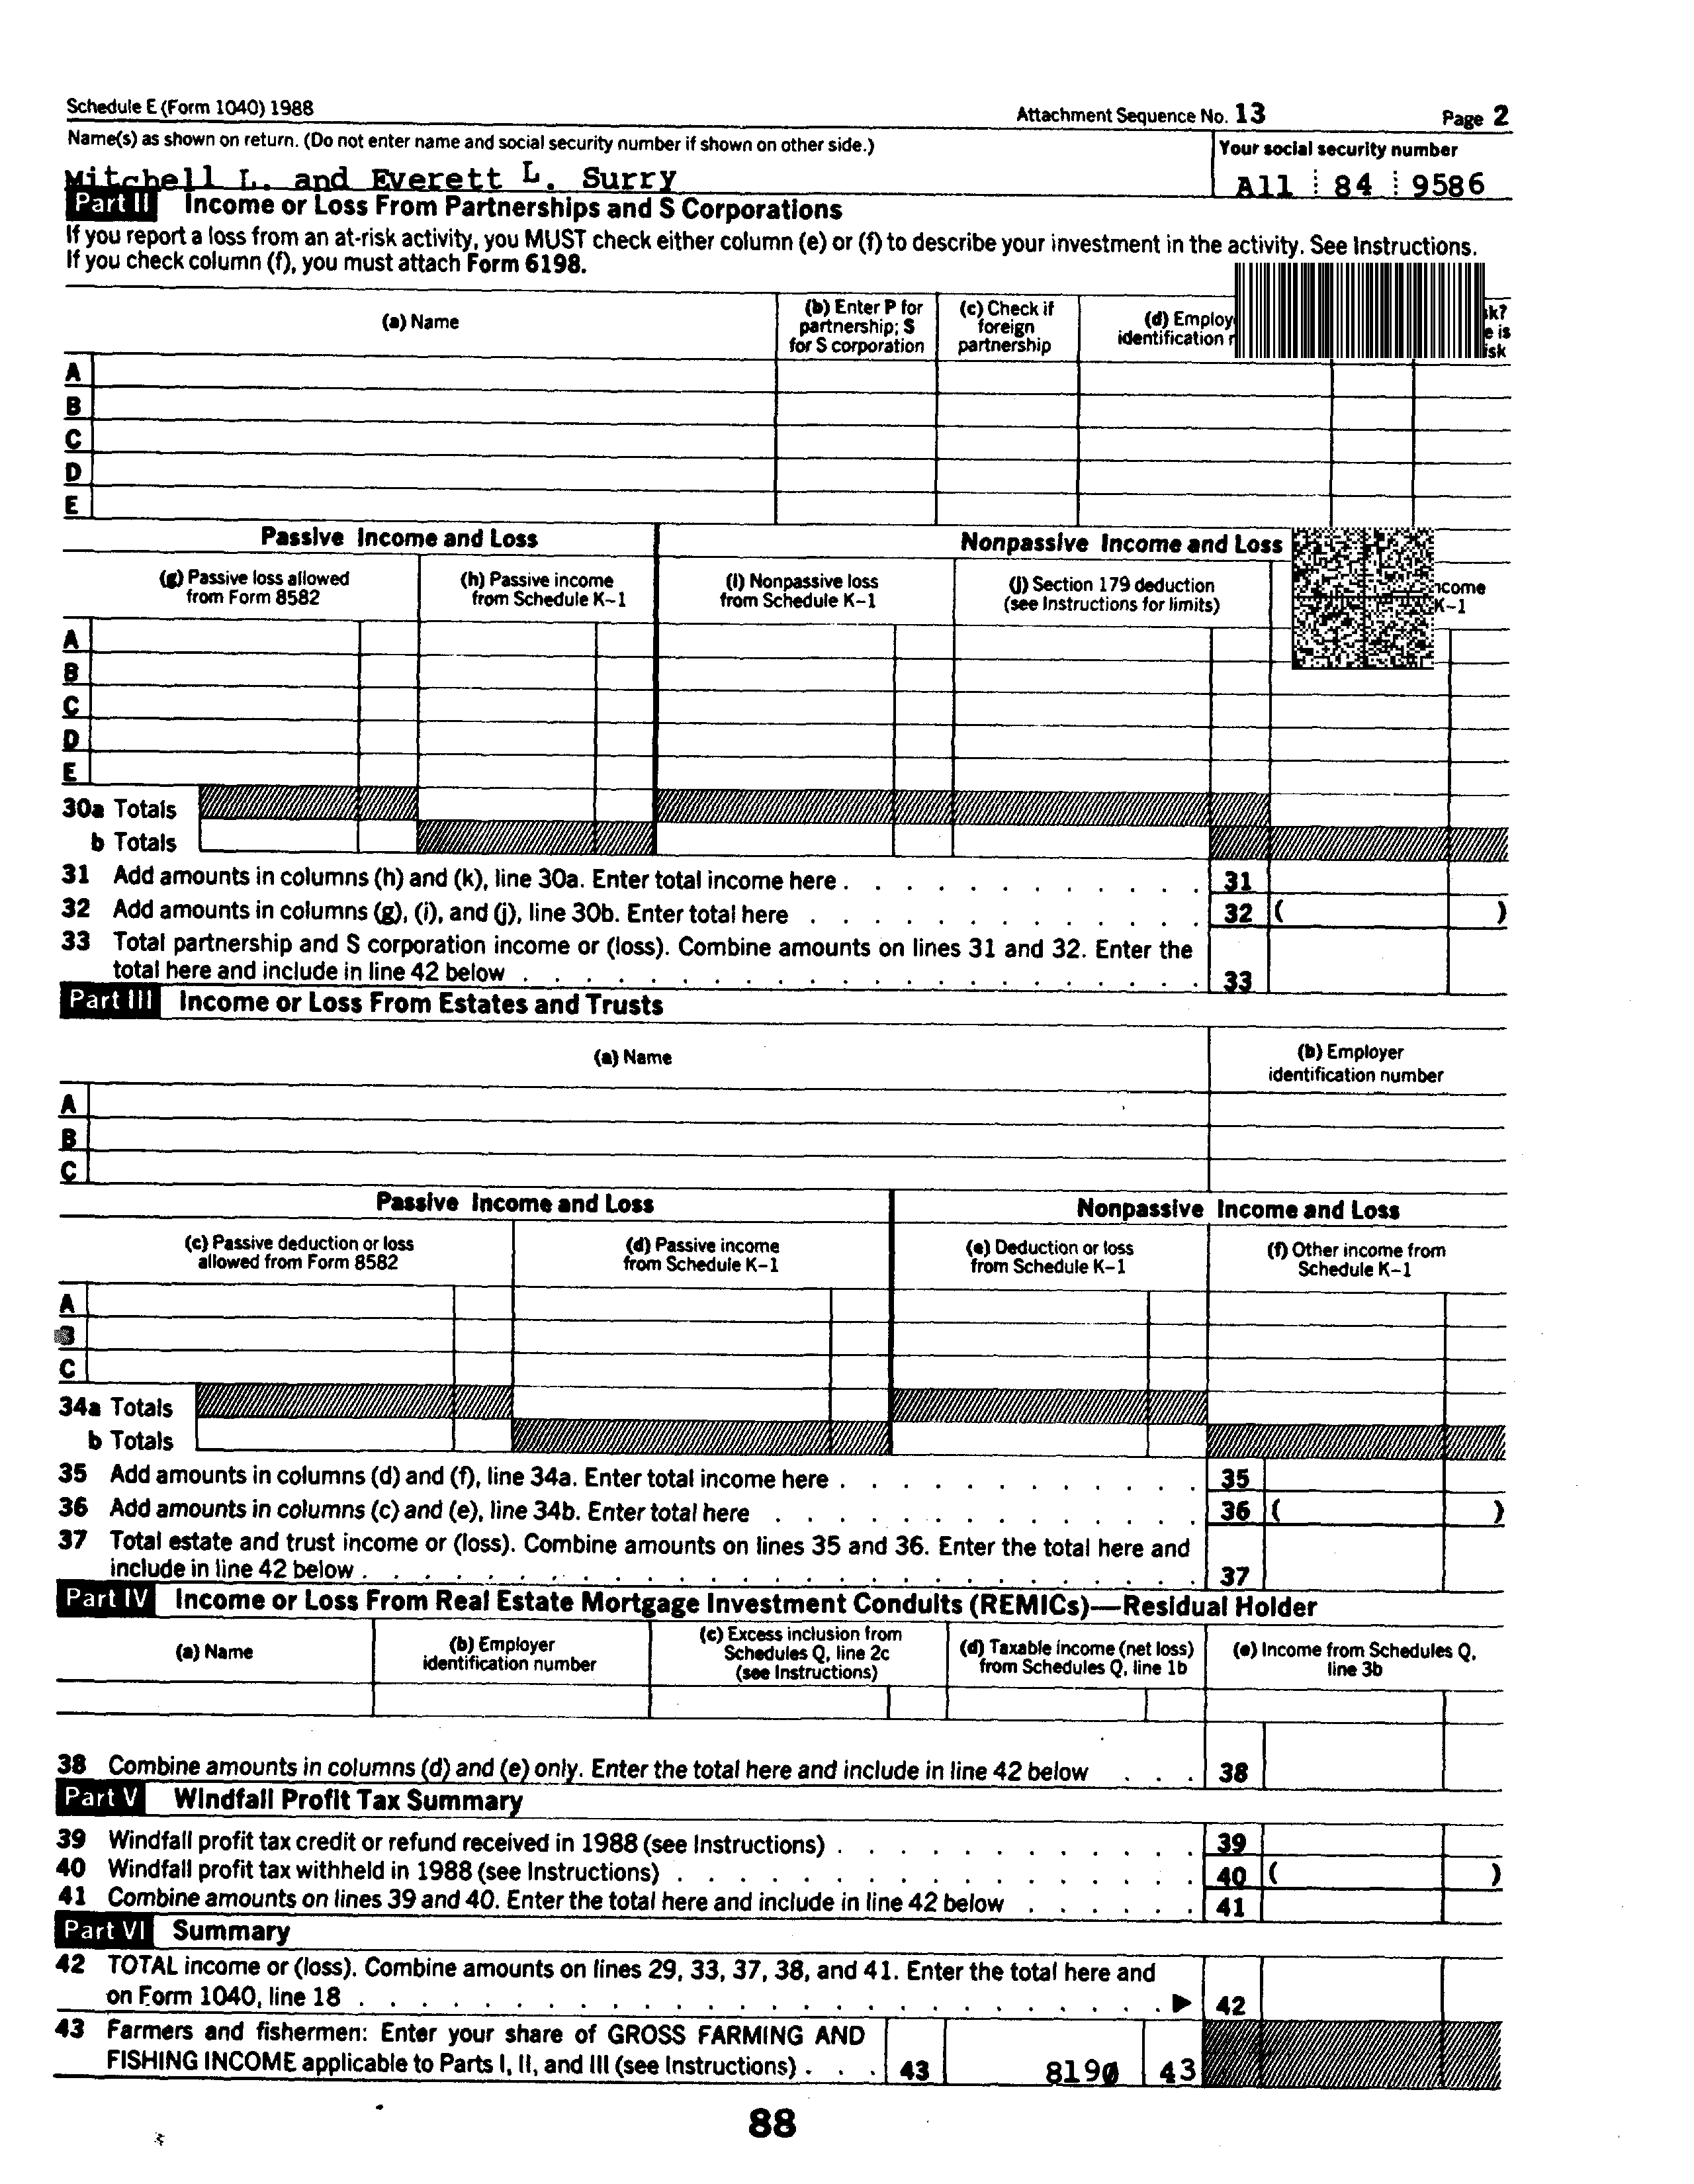 Schedule E (Form 1040) 1988 Attachment Sequence No. 13 Page 2
Name(s) as shown on return. (Do not enter name and social security number if shown on other side.) Your social security number
Mitchell L. and Everett L. Surry All 84 9586
Part II Income or Loss From Partnerships and S Corporations
If you report a loss from an at-risk activity, you MUST check either column (e) or (f) to describe your investment in the activity. See Instructions.
If you check column (f), you must attach Form 6198.
(a) Name
(b) Enter P for
partnership; S
for S corporation
(c) Check if
foreign
partnership
(d) Employ
identification
sk?
e is
isk
A
B
C
D
E
Passive Income and Loss Nonpassive Income and Loss
(g) Passive loss allowed
from Form 8582
(h) Passive income
from Schedule K-1
(i) Nonpassive loss
from Schedule K-1
(j) Section 179 deduction
(see Instructions for limits)
ncome
K-1
A
B
C
D
E
30a Totals
b Totals
31 Add amounts in columns (h) and (k), line 30a. Enter total income here . . . . . . . . . . . . 31
32 Add amounts in columns (g), (i), and (j), line 30b. Enter total here . . . . . . . . . . . . . 32 ( )
33 Total partnership and S corporation income or (loss). Combine amounts on lines 31 and 32. Enter the
total here and include in line 42 below . . . . . . . . . . . . . . . . . . . . . . 33
Part III Income or Loss From Estates and Trusts
(a) Name
(b) Employer
identification number
A
B
C
Passive Income and Loss Nonpassive Income and Loss
(c) Passive deduction or loss
allowed from Form 8582
(d) Passive income
from Schedule K-1
(e) Deduction or loss
from Schedule K-1
(f) Other income from
Schedule K-1
A
B
C
34a Totals
b Totals
35 Add amounts in columns (d) and (f), line 34a. Enter total income here . . . . . . . . . . . . 35
36 Add amounts in columns (c) and (e), line 34b. Enter total here . . . . . . . . . . . . . . 36 ( )
37 Total estate and trust income or (loss). Combine amounts on lines 35 and 36. Enter the total here and
include in line 42 below . . . . . . . . . . . . . . . . . . . . . . . . . . 37
Part IV Income or Loss From Real Estate Mortgage Investment Conduits (REMICs)—Residual Holder
(a) Name
(b) Employer
identification number
(c) Excess inclusion from
Schedules Q, line 2c
(see Instructions)
(d) Taxable income (net loss)
from Schedules Q, line 1b
(e) Income from Schedules Q,
line 3b
38 Combine amounts in columns (d) and (e) only. Enter the total here and include in line 42 below . . . 38
Part V Windfall Profit Tax Summary
39 Windfall profit tax credit or refund received in 1988 (see Instructions) . . . . . . . . . . . . 39
40 Windfall profit tax withheld in 1988 (see Instructions) . . . . . . . . . . . . . . . . . 40 ( )
41 Combine amounts on lines 39 and 40. Enter the total here and include in line 42 below . . . . . . 41
Part VI Summary
42 TOTAL income or (loss). Combine amounts on lines 29, 33, 37, 38, and 41. Enter the total here and
on Form 1040, line 18 . . . . . . . . . . . . . . . . . . . . . . . . . . ▶ 42
43 Farmers and fishermen: Enter your share of GROSS FARMING AND
FISHING INCOME applicable to Parts I, II, and III (see Instructions) . . . . 43 8190 43
88